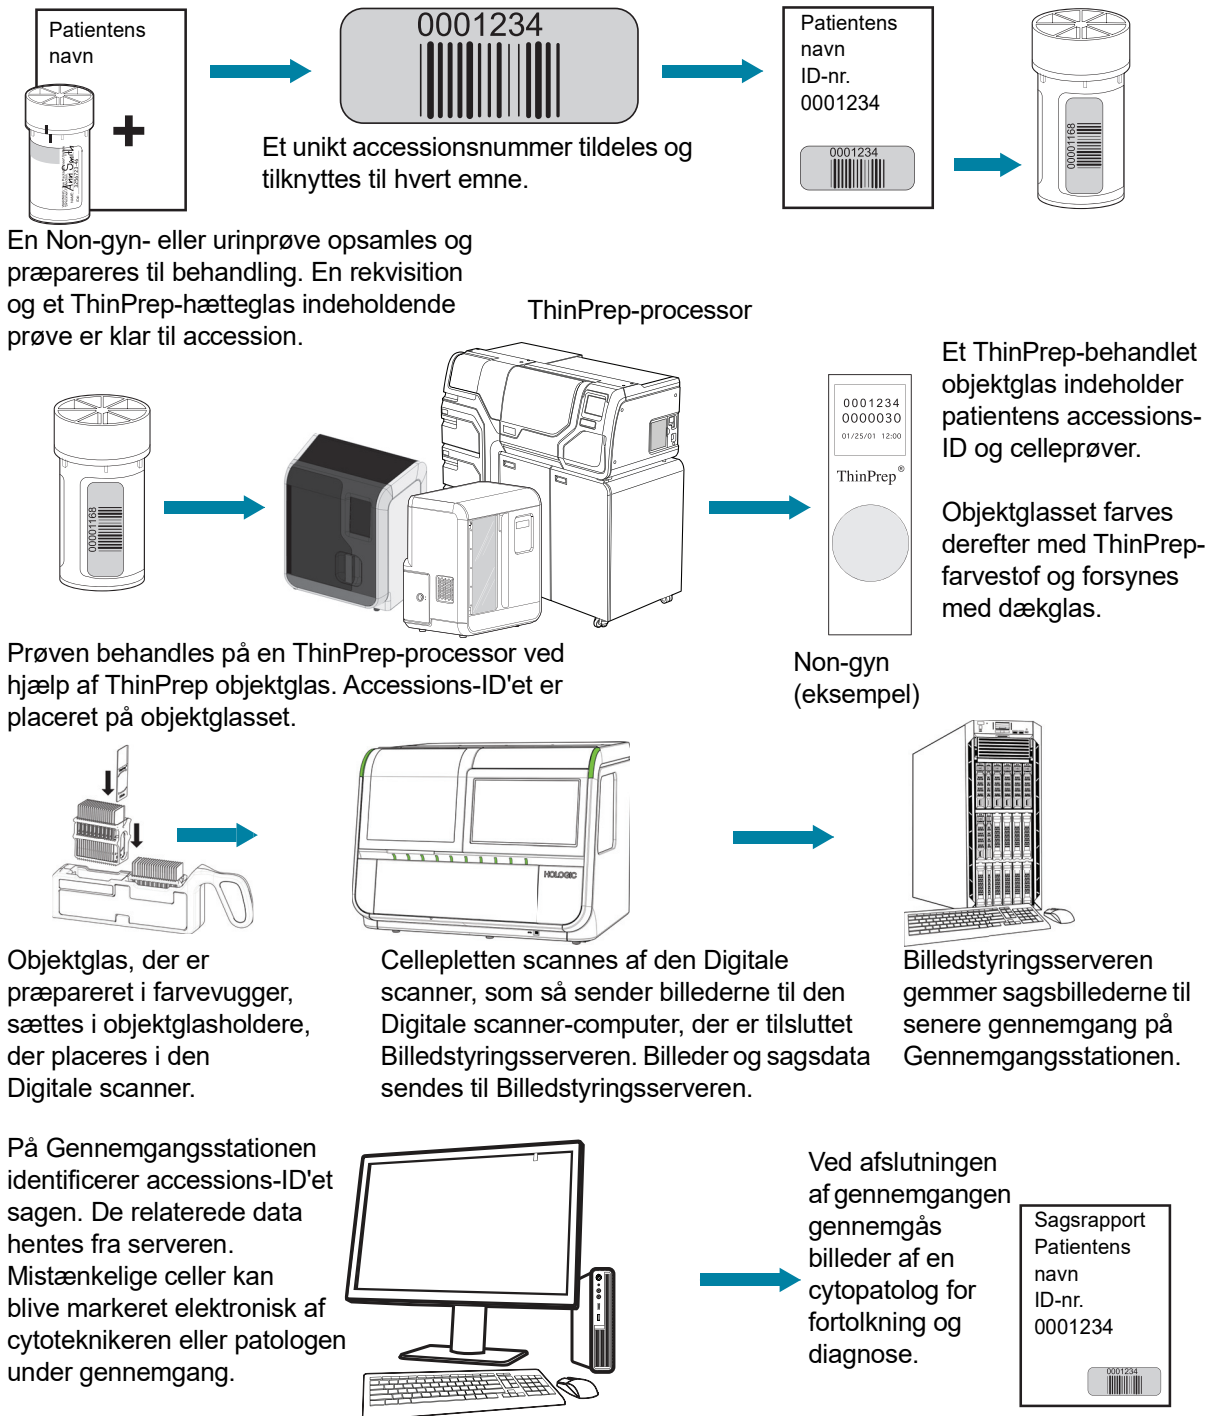 Patientens
navn
0001234
Et unikt accessionsnummer tildeles og
tilknyttes til hvert emne.
Patientens
navn
ID-nr.
0001234
0001234
00001168
En Non-gyn- eller urinprøve opsamles og
præpareres til behandling. En rekvisition
og et ThinPrep-hætteglas indeholdende
prøve er klar til accession.
ThinPrep-processor
00001168
0001234
0000030
01/25/01 12:00
ThinPrep®
Et ThinPrep-behandlet
objektglas indeholder
patientens accessions-
ID og celleprøver.
Objektglasset farves
derefter med ThinPrep-
farvestof og forsynes
med dækglas.
Prøven behandles på en ThinPrep-processor ved
hjælp af ThinPrep objektglas. Accessions-ID'et er
placeret på objektglasset.
Non-gyn
(eksempel)
HOLOGIC
Objektglas, der er
præpareret i farvevugger,
sættes i objektglasholdere,
der placeres i den
Digitale scanner.
Cellepletten scannes af den Digitale
scanner, som så sender billederne til den
Digitale scanner-computer, der er tilsluttet
Billedstyringsserveren. Billeder og sagsdata
sendes til Billedstyringsserveren.
Billedstyringsserveren
gemmer sagsbillederne til
senere gennemgang på
Gennemgangsstationen.
På Gennemgangsstationen
identificerer accessions-ID'et
sagen. De relaterede data
hentes fra serveren.
Mistænkelige celler kan
blive markeret elektronisk af
cytoteknikeren eller patologen
under gennemgang.
Ved afslutningen
af gennemgangen
gennemgås
billeder af en
cytopatolog for
fortolkning og
diagnose.
Sagsrapport
Patientens
navn
ID-nr.
0001234
0001234